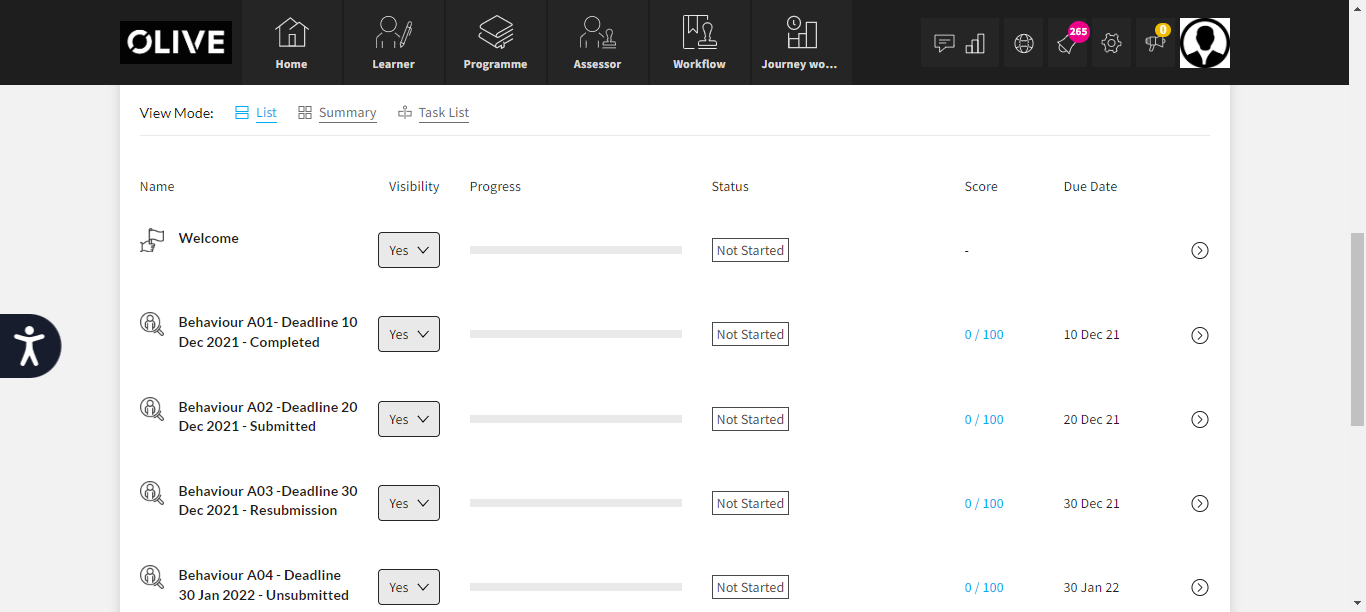 OLIVE
Home
Learner
Programme
Assessor
Workflow
Journey wo...
265
0
View Mode: List Summary Task List
Name Visibility Progress Status Score Due Date
Welcome Yes Not Started -
Behaviour A01- Deadline 10
Dec 2021 - Completed
Yes Not Started 0 / 100 10 Dec 21
Behaviour A02 -Deadline 20
Dec 2021 - Submitted
Yes Not Started 0 / 100 20 Dec 21
Behaviour A03 -Deadline 30
Dec 2021 - Resubmission
Yes Not Started 0 / 100 30 Dec 21
Behaviour A04 - Deadline
30 Jan 2022 - Unsubmitted
Yes Not Started 0 / 100 30 Jan 22